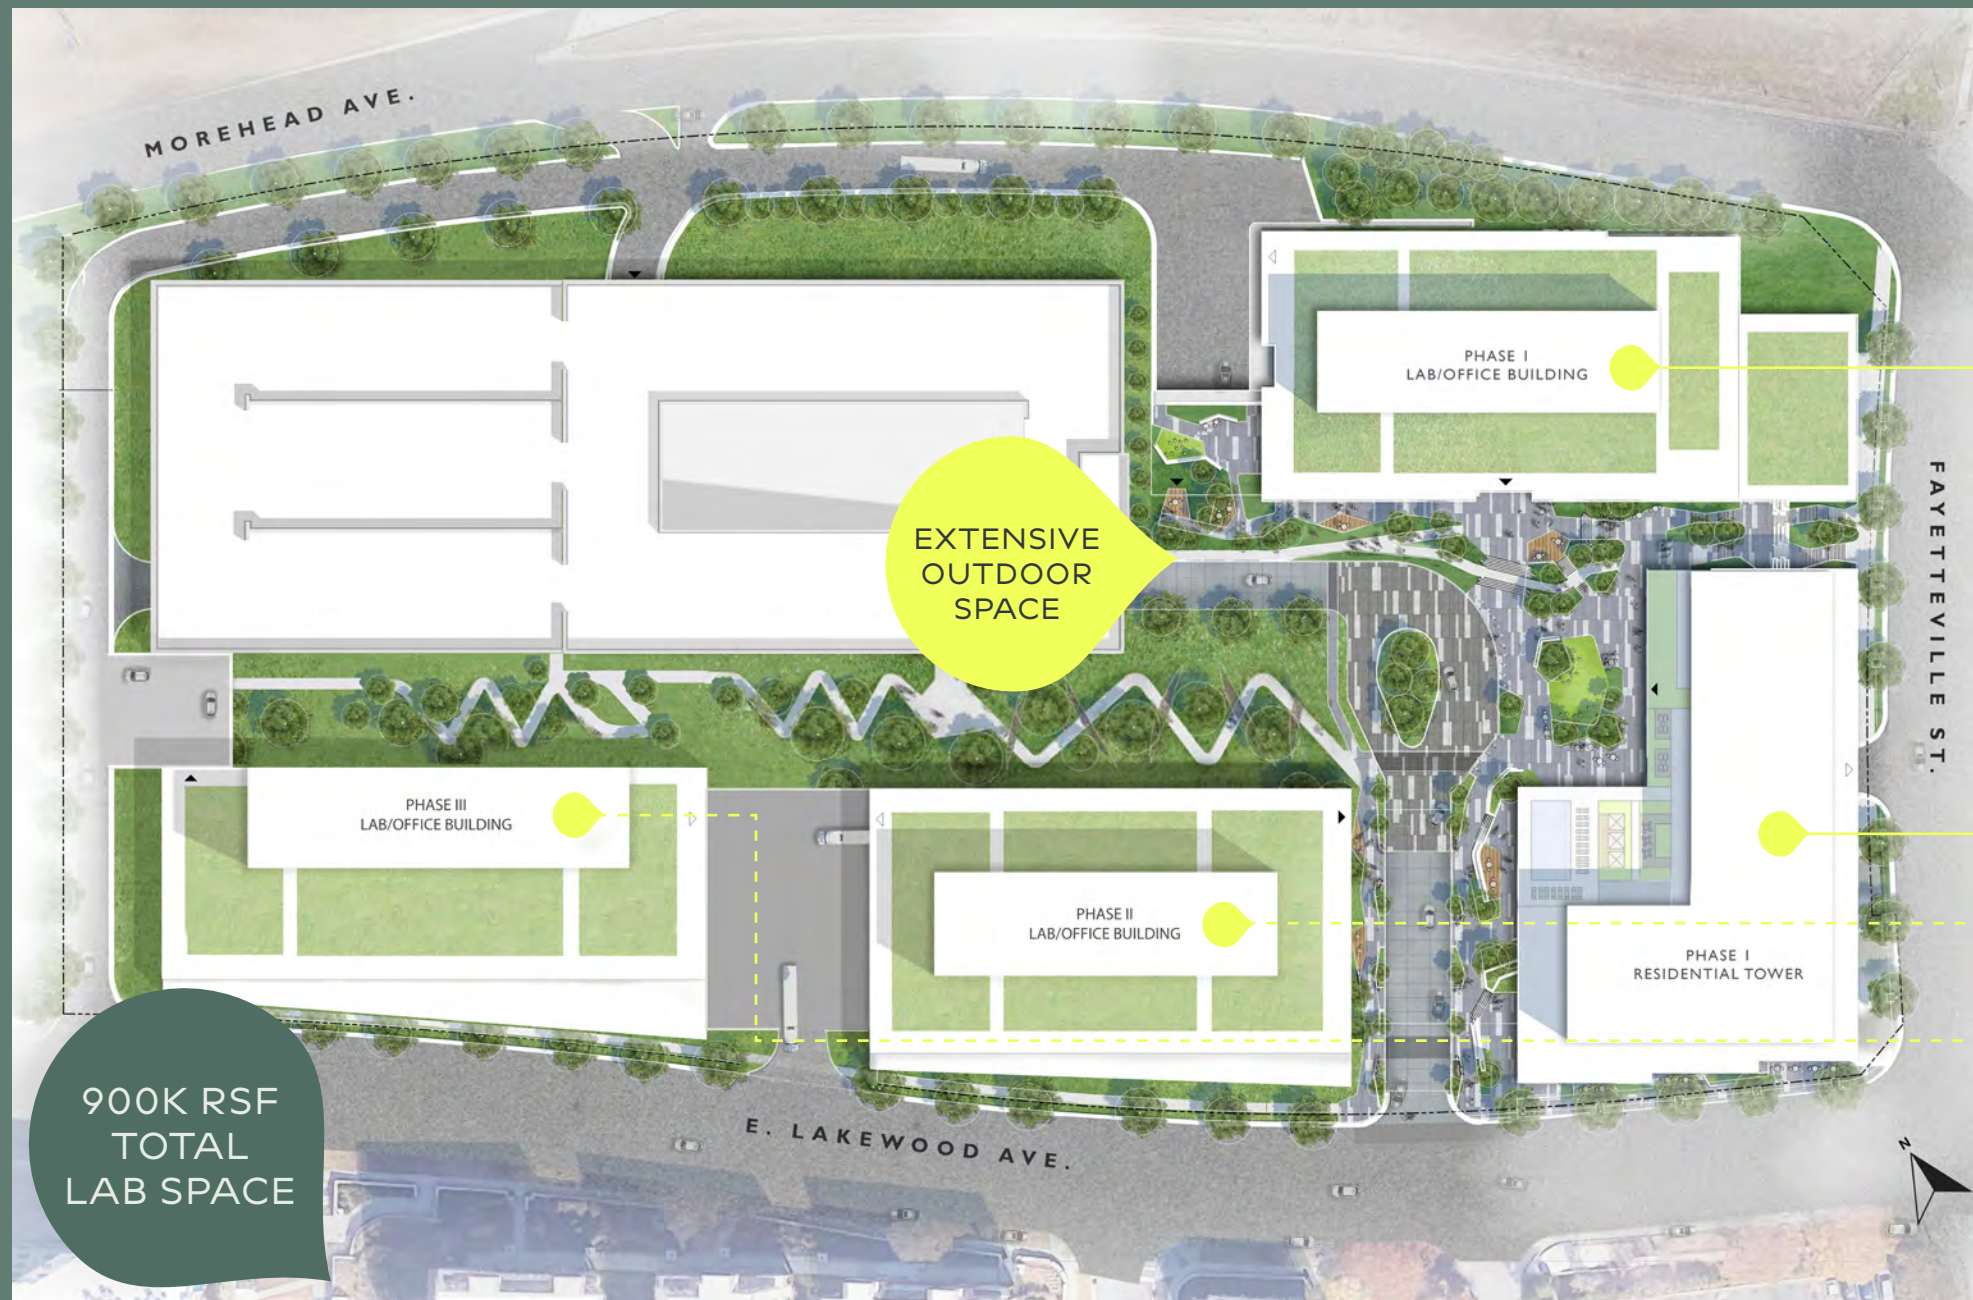 MOREHEAD AVE.
PHASE I
LAB/OFFICE BUILDING
FAYETTEVILLE ST.
EXTENSIVE
OUTDOOR
SPACE
PHASE III
LAB/OFFICE BUILDING
PHASE II
LAB/OFFICE BUILDING
PHASE I
RESIDENTIAL TOWER
900K RSF
TOTAL
LAB SPACE
E. LAKEWOOD AVE.
N